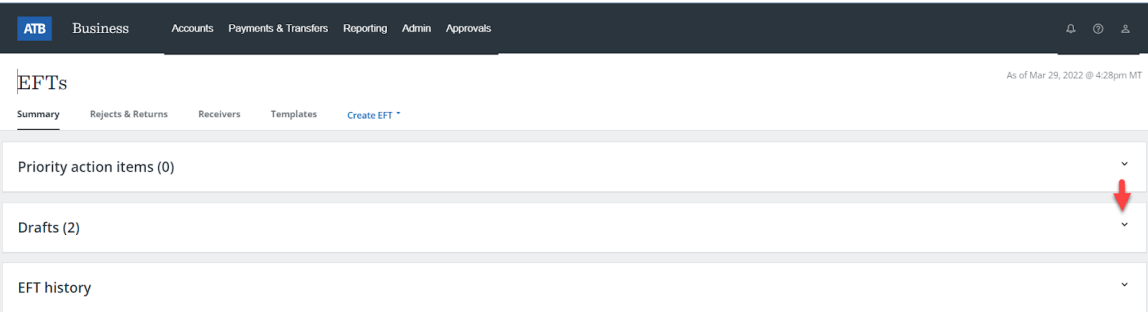 ATB Business Accounts Payments & Transfers Reporting Admin Approvals
EFTs
As of Mar 29, 2022 @ 4:28pm MT
Summary Rejects & Returns Receivers Templates Create EFT
Priority action items (0)
Drafts (2)
EFT history